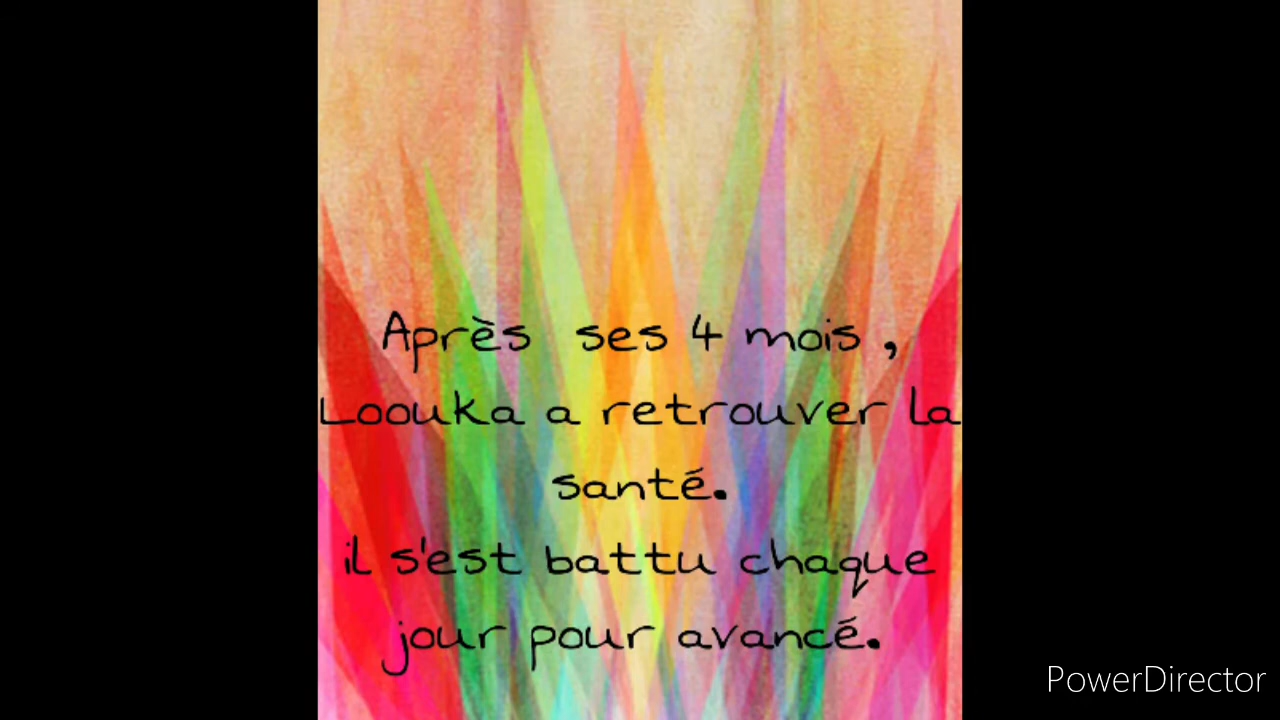 Après ses 4 mois ,
Loouka a retrouver la
santé.
il s'est battu chaque
jour pour avancé.
PowerDirector